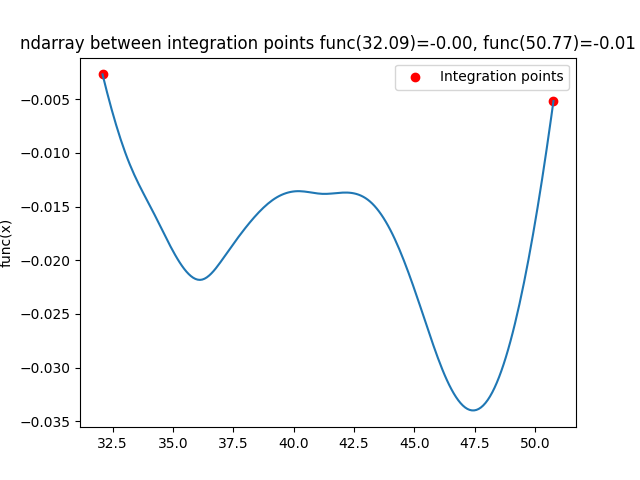 ndarray between integration points func(32.09)=-0.00, func(50.77)=-0.01
Integration points
−0.005
−0.010
−0.015
−0.020
−0.025
−0.030
−0.035
func(x)
32.5 35.0 37.5 40.0 42.5 45.0 47.5 50.0